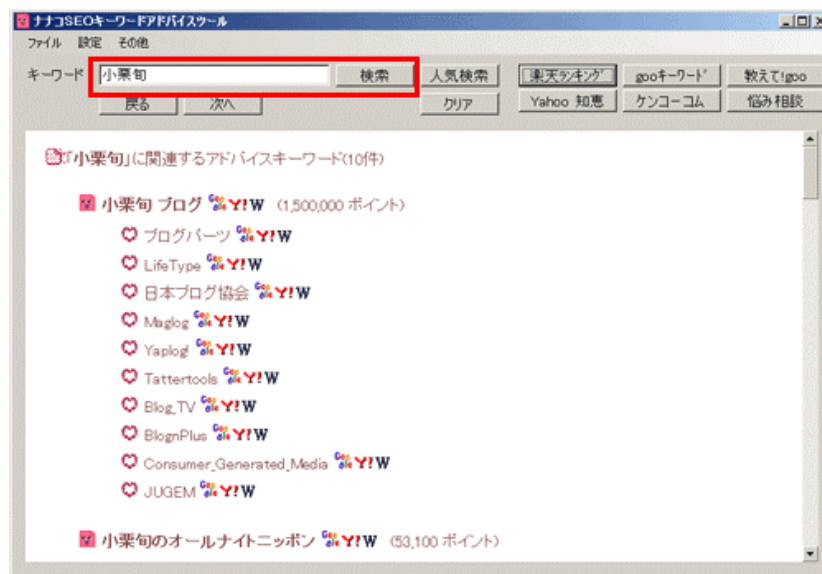 ナナコSEOキーワードアドバイスツール
ファイル 設定 その他
キーワード 小栗旬 検索 人気検索 楽天ランキング gooキーワード 教えて!goo
戻る 次へ クリア Yahoo 知恵 ケンコーコム 悩み相談
「小栗旬」に関連するアドバイスキーワード(10件)
小栗旬 ブログ Y! W (1,500,000 ポイント)
ブログパーツ Y! W
LifeType Y! W
日本ブログ協会 Y! W
Maglog Y! W
Yaplog! Y! W
Tattertools Y! W
Blog_TV Y! W
BlognPlus Y! W
Consumer_Generated_Media Y! W
JUGEM Y! W
小栗旬のオールナイトニッポン Y! W (53,100 ポイント)